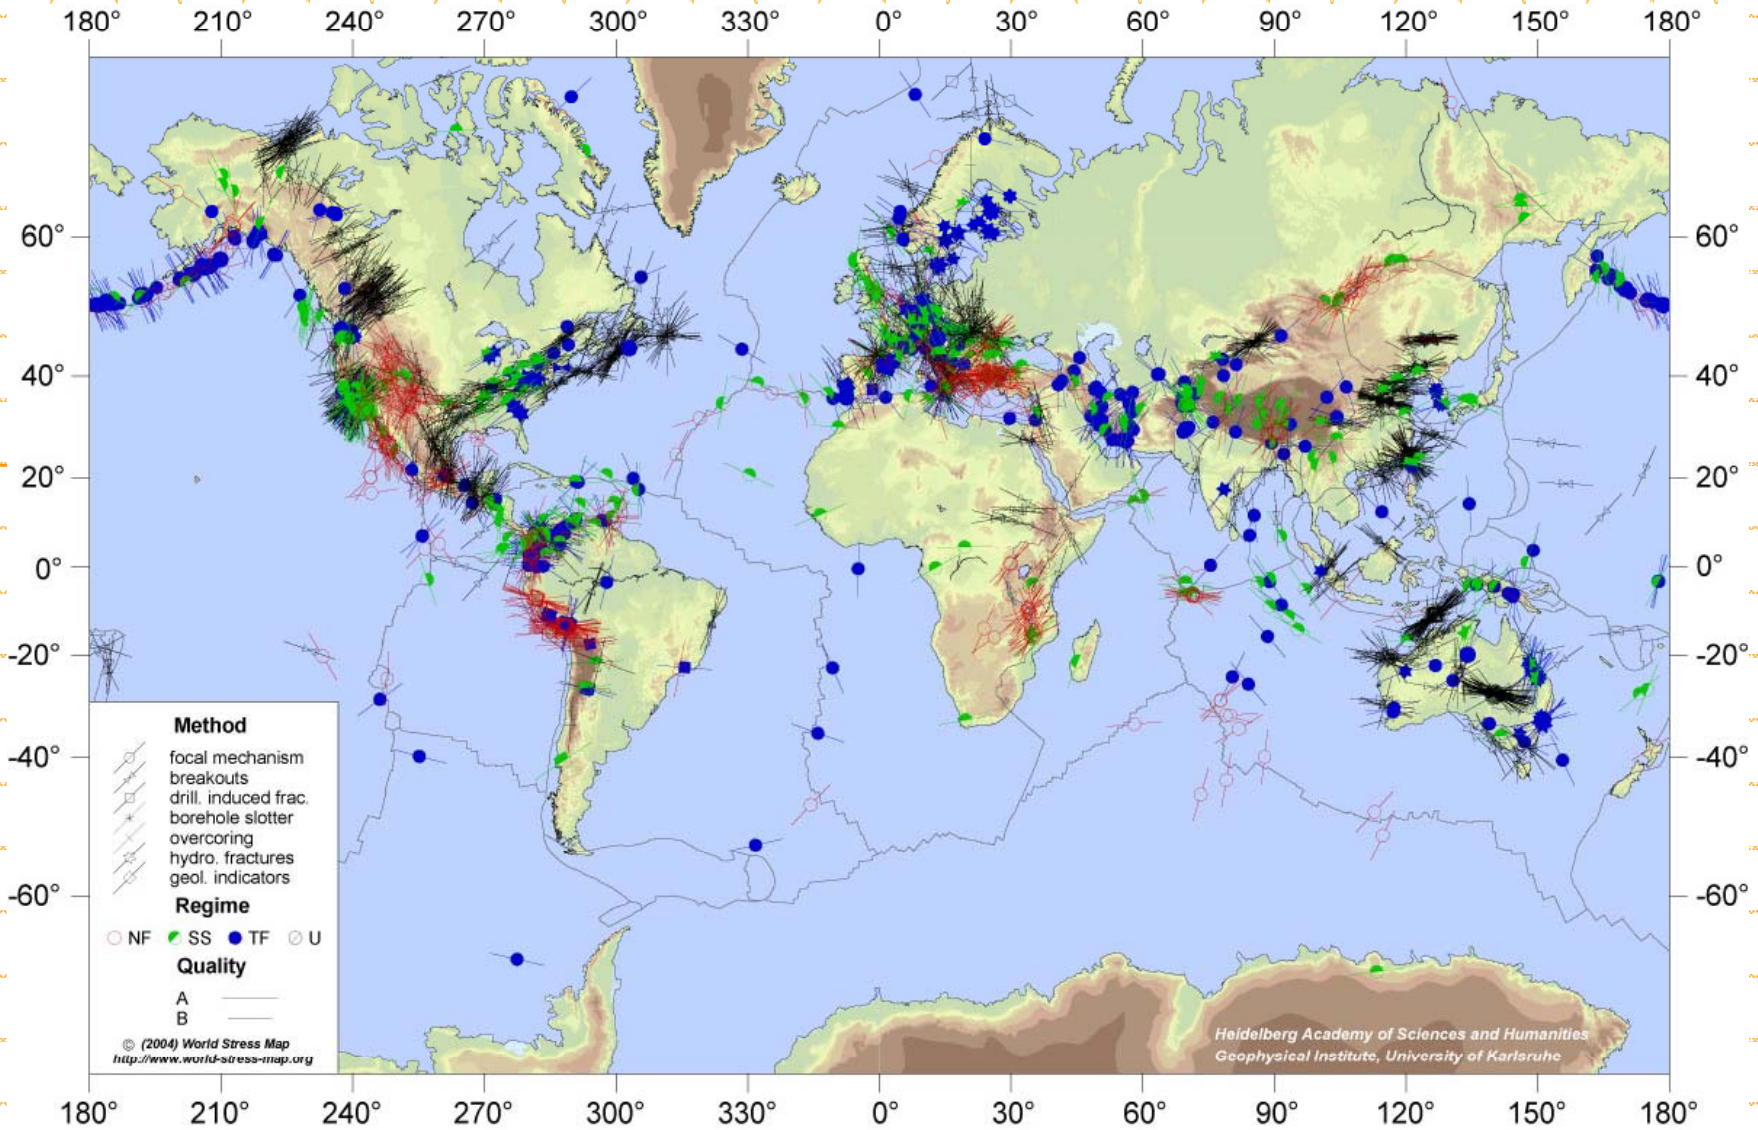 180° 210° 240° 270° 300° 330° 0° 30° 60° 90° 120° 150° 180°
60° 60°
40° 40°
20° 20°
0° 0°
-20° -20°
-40° -40°
-60° -60°
Method
focal mechanism
breakouts
drill. induced frac.
borehole slotter
overcoring
hydro. fractures
geol. indicators
Regime
NF SS TF U
Quality
A
B
© (2004) World Stress Map
http://www.world-stress-map.org
Heidelberg Academy of Sciences and Humanities
Geophysical Institute, University of Karlsruhe
180° 210° 240° 270° 300° 330° 0° 30° 60° 90° 120° 150° 180°